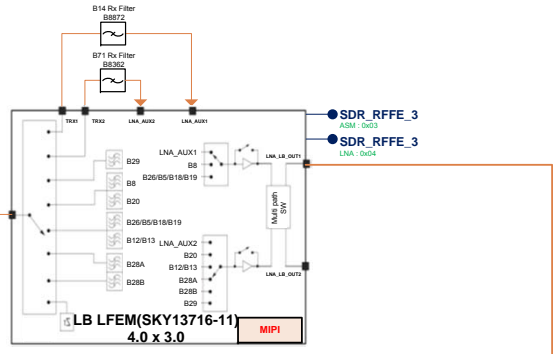 B14 Rx Filter
B8872
B71 Rx Filter
B8362
TRX1
TRX2
LNA_AUX2
LNA_AUX1
SDR_RFFE_3
ASM : 0x03
SDR_RFFE_3
LNA : 0x04
B29
B8
B20
B26/B5/B18/B19
B12/B13
B28A
B28B
LNA_AUX1
B8
B26/B5/B18/B19
LNA_LB_OUT1
Multi path
SW
LNA_AUX2
B20
B12/B13
B28A
B28B
B29
LNA_LB_OUT2
LB LFEM(SKY13716-11)
4.0 x 3.0
MIPI